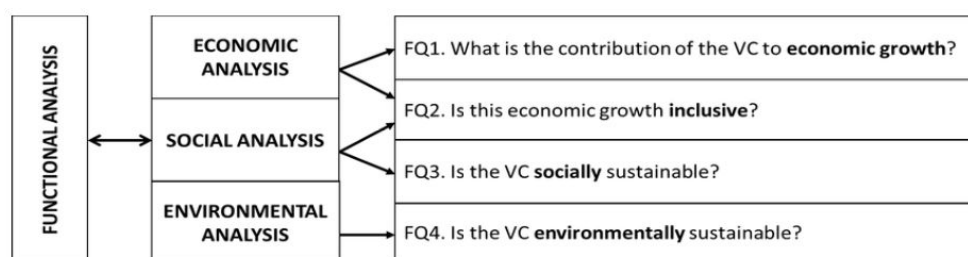 FUNCTIONAL ANALYSIS
ECONOMIC
ANALYSIS
SOCIAL ANALYSIS
ENVIRONMENTAL
ANALYSIS
FQ1. What is the contribution of the VC to economic growth?
FQ2. Is this economic growth inclusive?
FQ3. Is the VC socially sustainable?
FQ4. Is the VC environmentally sustainable?